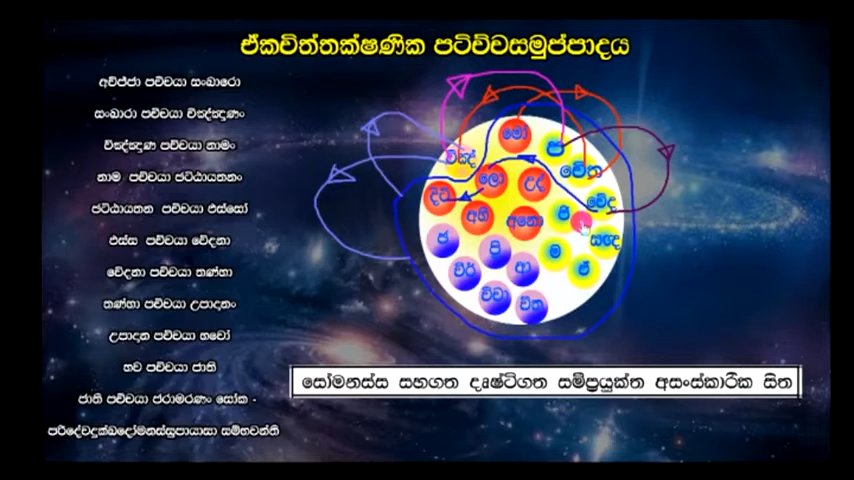 ඒකචිත්තක්ෂණික පටිච්චසමුප්පාදය
අවිජ්ජා පච්චයා සංඛාරො
සංඛාරා පච්චයා විඤ්ඤාණං
විඤ්ඤාණ පච්චයා නාමං
නාම පච්චයා ඡට්ඨායතනං
ඡට්ඨායතන පච්චයා ඵස්සෝ
ඵස්ස පච්චයා වේදනා
වේදනා පච්චයා තණ්හා
තණ්හා පච්චයා උපාදානං
උපාදාන පච්චයා භවෝ
භව පච්චයා ජාති
ජාති පච්චයා ජරාමරණං සෝක -
පරිදේවදුක්ඛදෝමනස්සුපායාසා සම්භවන්ති
මෝ
විඤ්
චේත
ලෝ
උද්
දිට්
වේද
අහි
අනො
ජි
සඤ
ඡ
පි
ම
වීර්
ආ
විචා
විත
සෝමනස්ස සහගත දෘෂ්ටිගත සම්ප්‍රයුක්ත අසංස්කාරික සිත